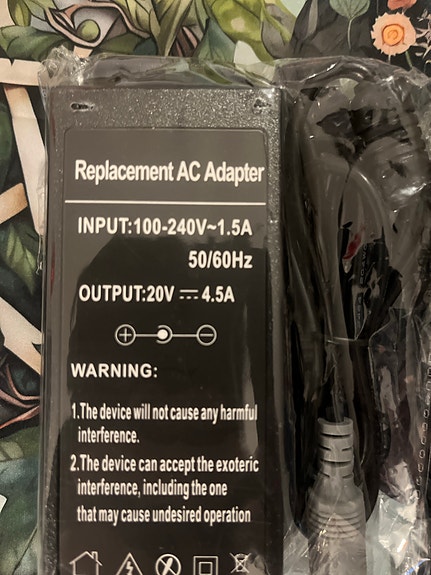 Replacement AC Adapter
INPUT:100-240V~1.5A
50/60Hz
OUTPUT:20V ⎓ 4.5A
WARNING:
1.The device will not cause any harmful
interference.
2.The device can accept the exoteric
interference, including the one
that may cause undesired operation